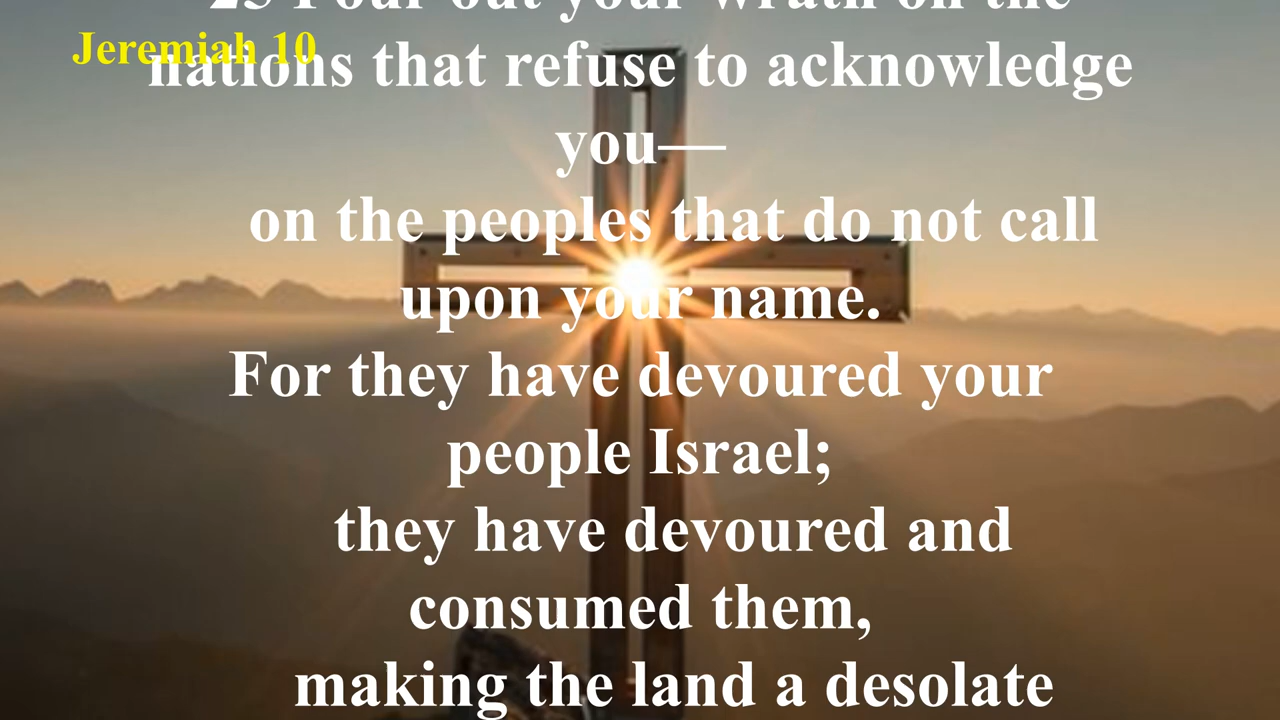 25 Pour out your wrath on the
Jeremiah 10
nations that refuse to acknowledge
you—
on the peoples that do not call
upon your name.
For they have devoured your
people Israel;
they have devoured and
consumed them,
making the land a desolate